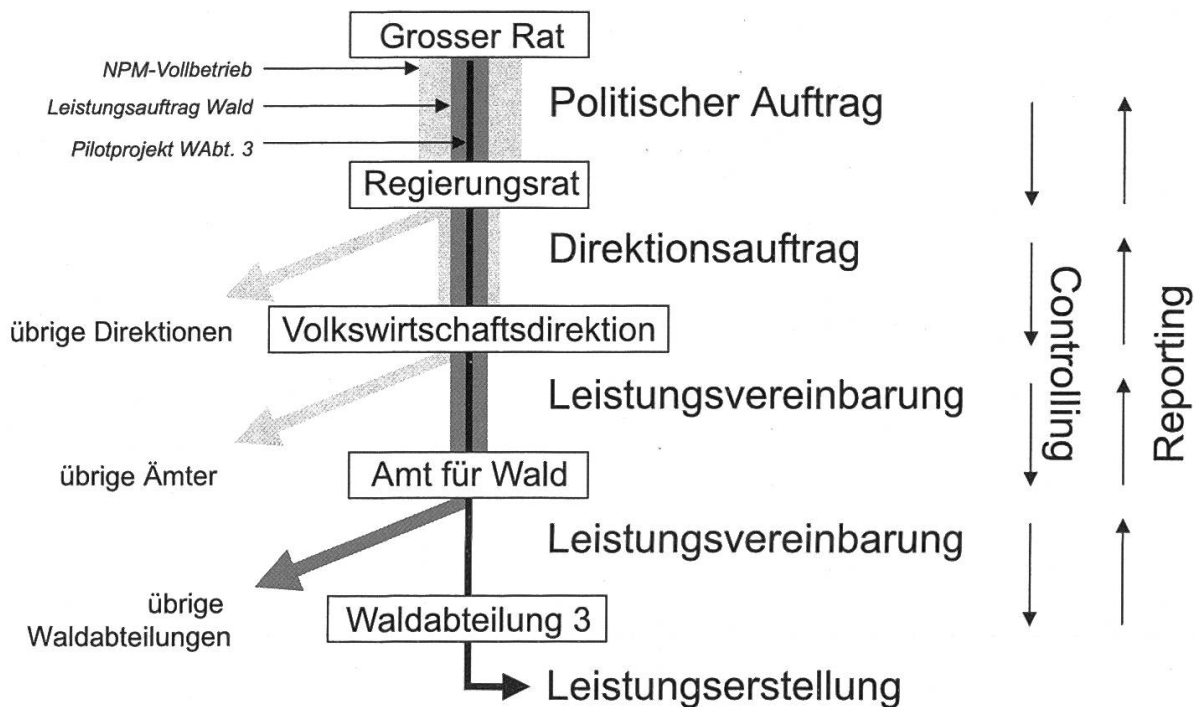 Grosser Rat
NPM-Vollbetrieb
Leistungsauftrag Wald
Pilotprojekt WAbt. 3
Politischer Auftrag
Regierungsrat
Direktionsauftrag
übrige Direktionen
Volkswirtschaftsdirektion
Leistungsvereinbarung
übrige Ämter
Amt für Wald
Leistungsvereinbarung
übrige
Waldabteilungen
Waldabteilung 3
Leistungserstellung
Controlling
Reporting